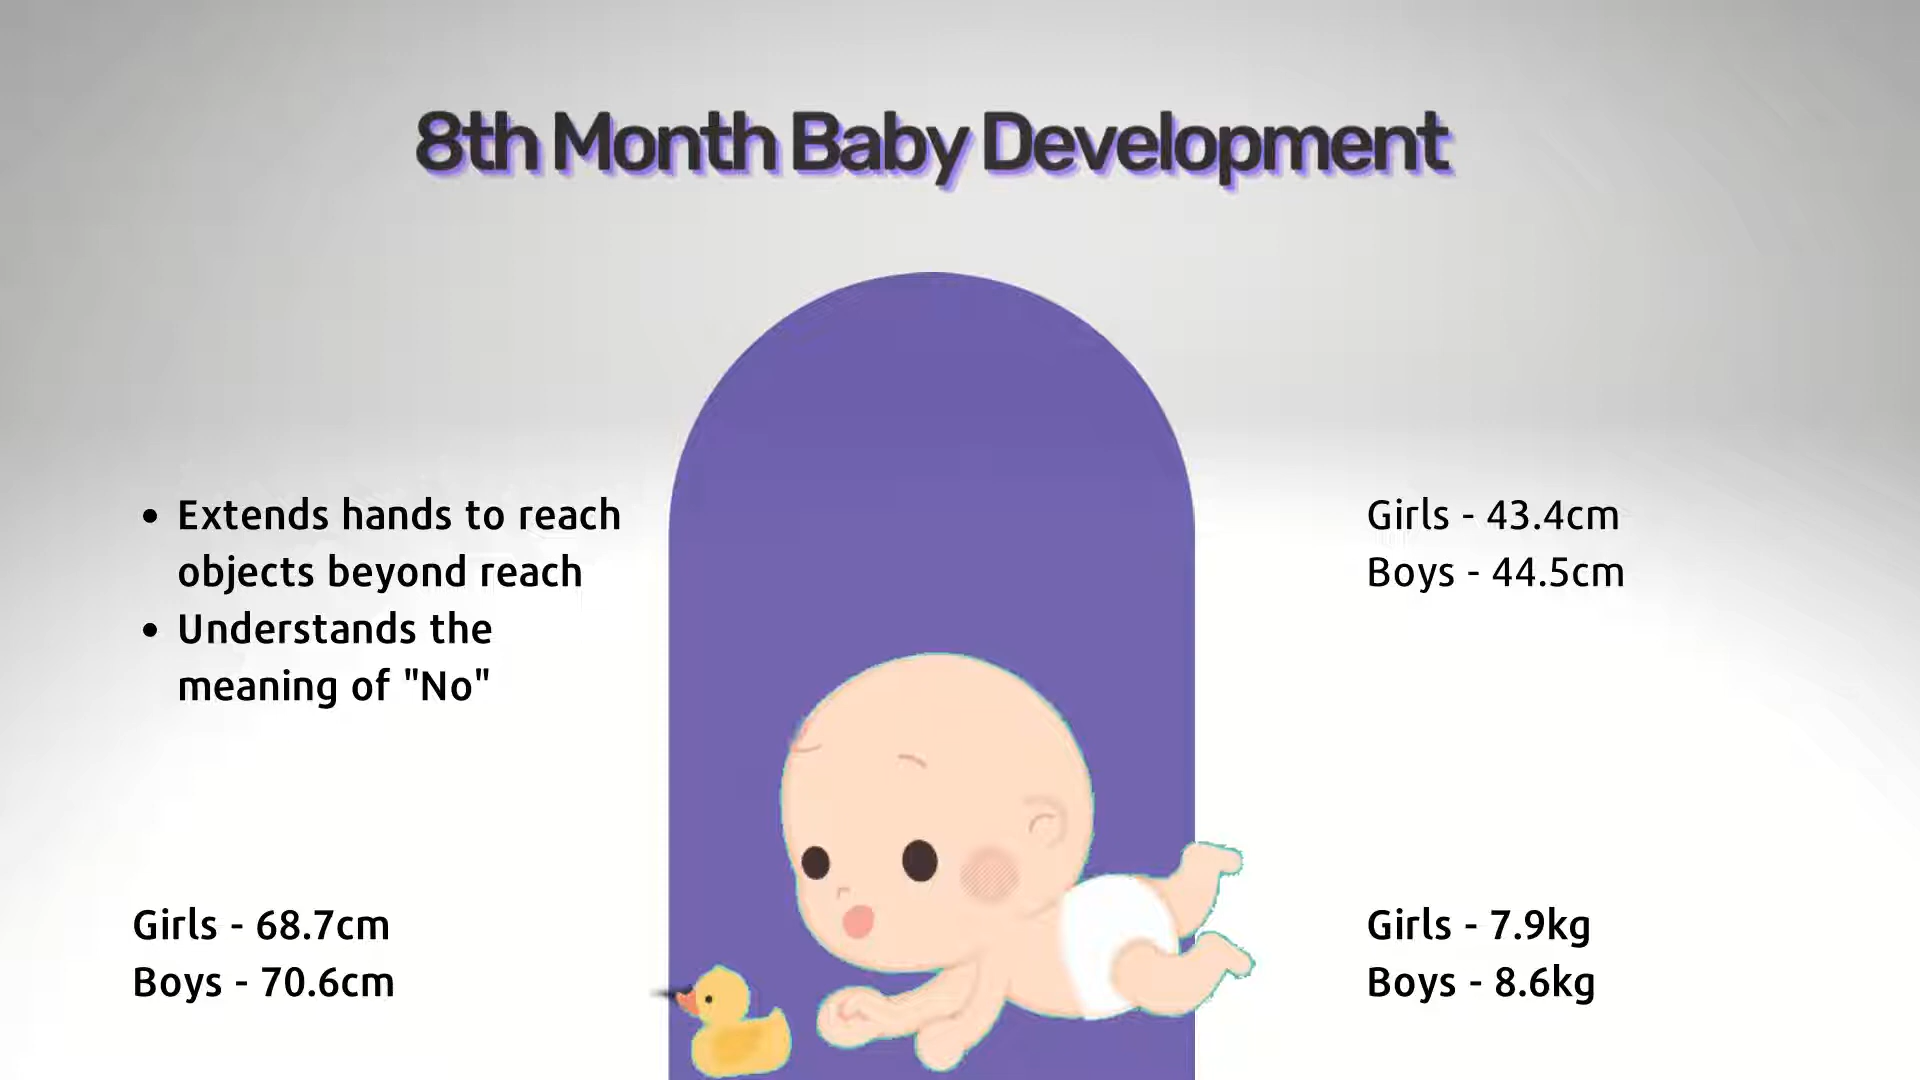 8th Month Baby Development
• Extends hands to reach
objects beyond reach
• Understands the
meaning of "No"
Girls - 43.4cm
Boys - 44.5cm
Girls - 68.7cm
Boys - 70.6cm
Girls - 7.9kg
Boys - 8.6kg